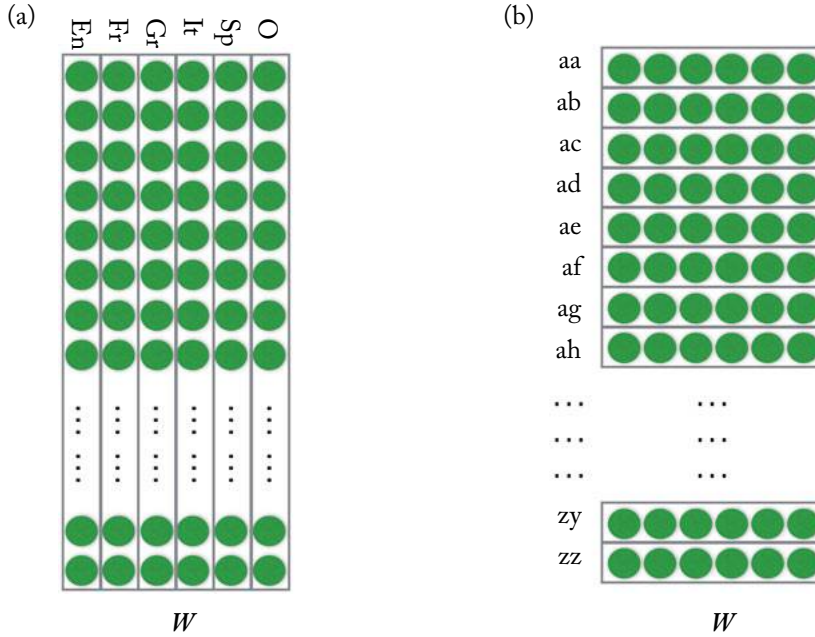 (a)
En Fr Gr It Sp O
W
(b)
aa
ab
ac
ad
ae
af
ag
ah
... ...
... ...
... ...
zy
zz
W